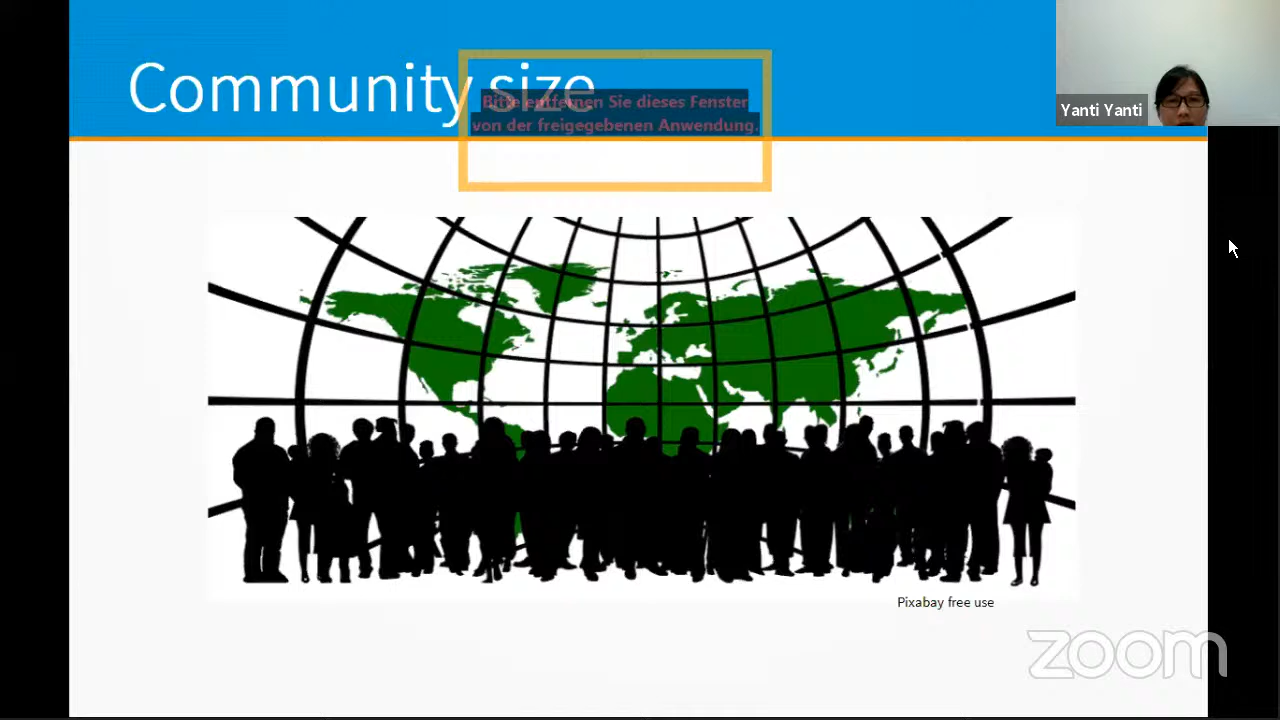 Community size
Bitte entfernen Sie dieses Fenster
von der freigegebenen Anwendung.
Yanti Yanti
Pixabay free use
zoom